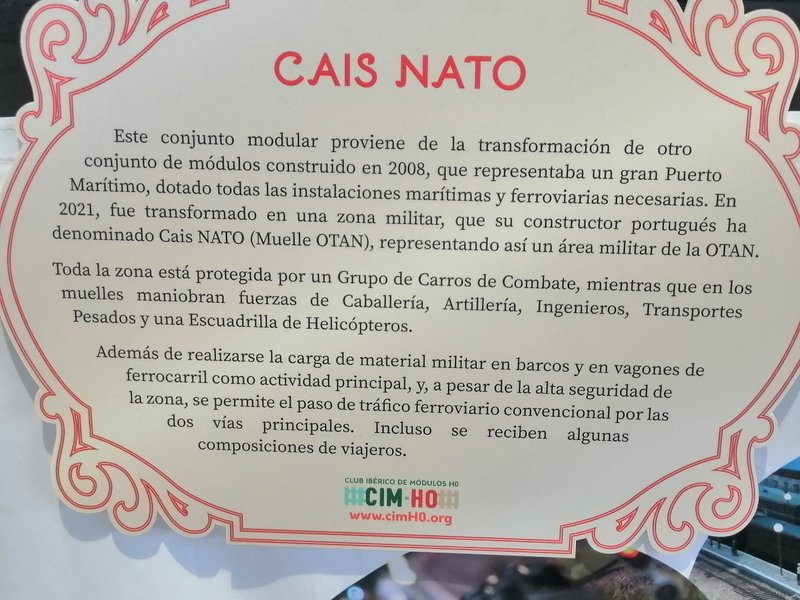 CAIS NATO
Este conjunto modular proviene de la transformación de otro
conjunto de módulos construido en 2008, que representaba un gran Puerto
Marítimo, dotado todas las instalaciones marítimas y ferroviarias necesarias. En
2021, fue transformado en una zona militar, que su constructor portugués ha
denominado Cais NATO (Muelle OTAN), representando así un área militar de la OTAN.
Toda la zona está protegida por un Grupo de Carros de Combate, mientras que en los
muelles maniobran fuerzas de Caballería, Artillería, Ingenieros, Transportes
Pesados y una Escuadrilla de Helicópteros.
Además de realizarse la carga de material militar en barcos y en vagones de
ferrocarril como actividad principal, y, a pesar de la alta seguridad de
la zona, se permite el paso de tráfico ferroviario convencional por las
dos vías principales. Incluso se reciben algunas
composiciones de viajeros.
CLUB IBÉRICO DE MÓDULOS H0
CIM·H0
www.cimH0.org